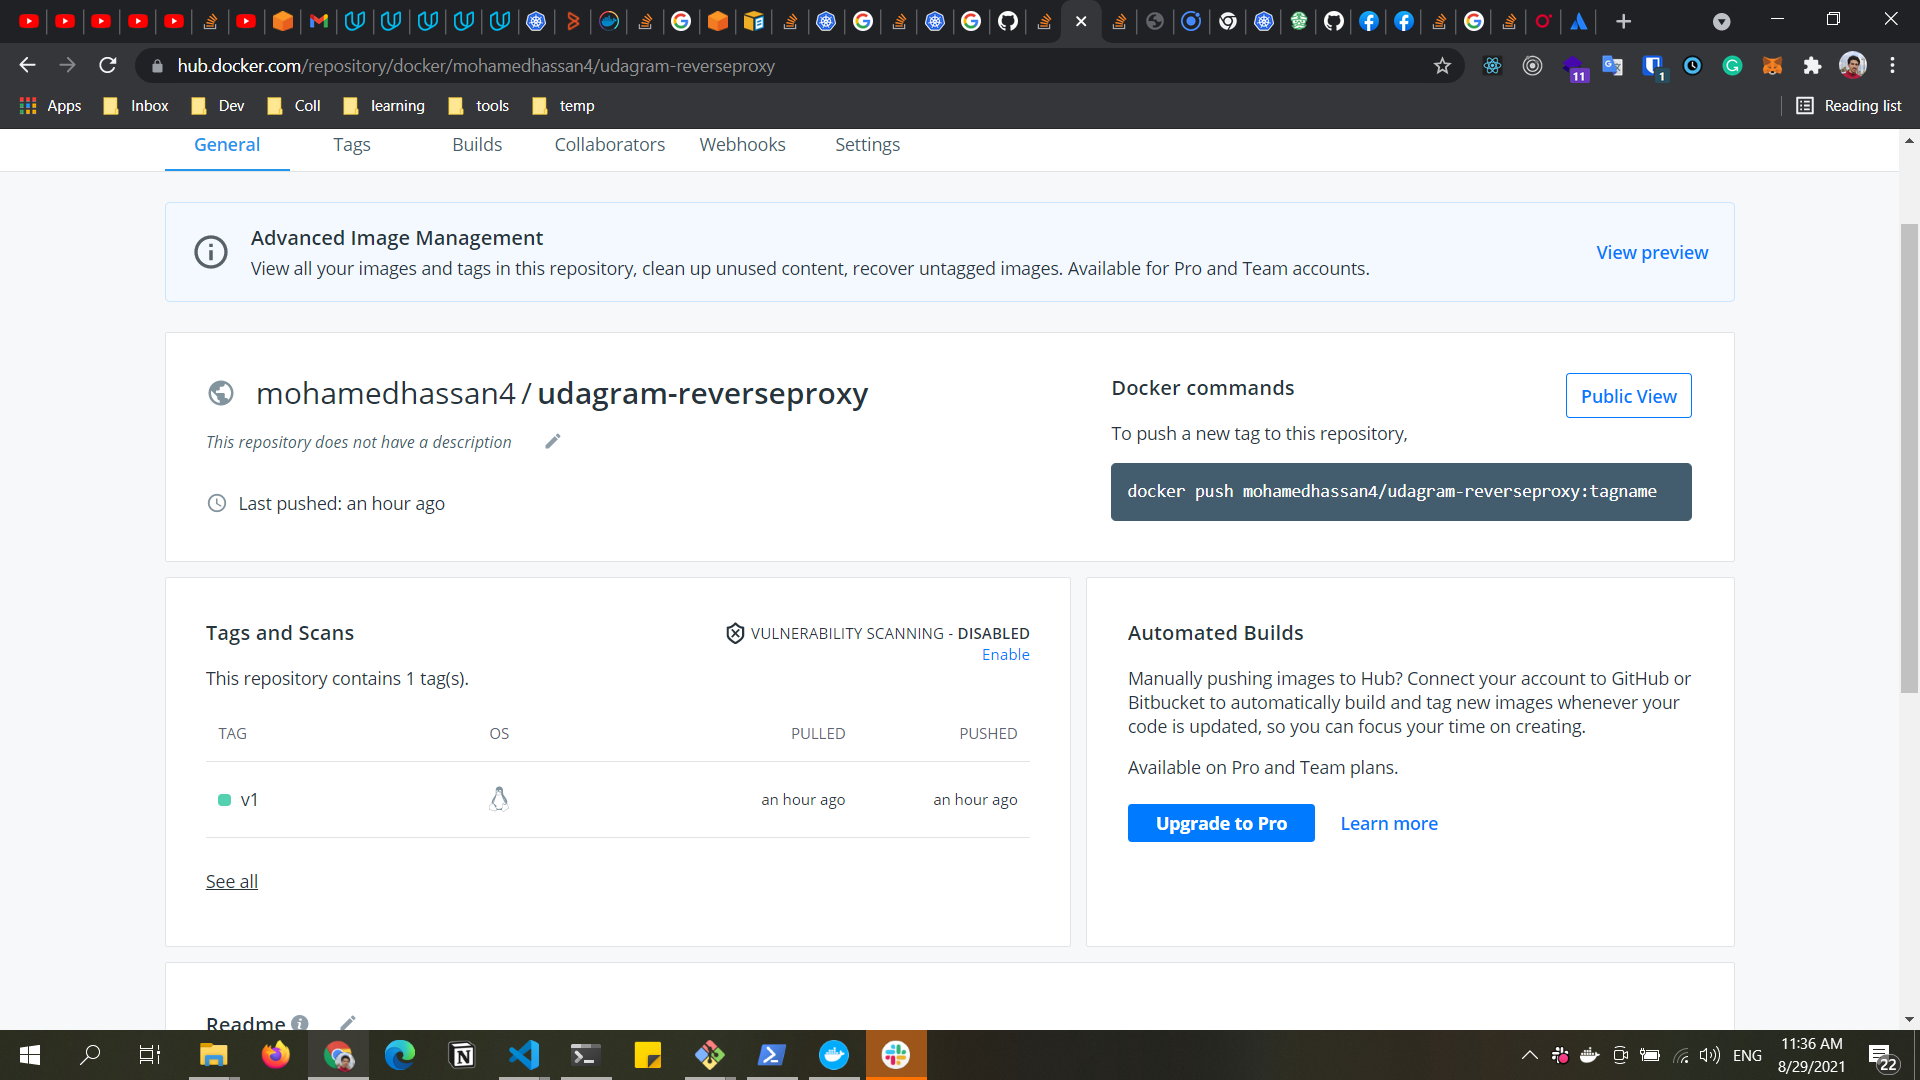 hub.docker.com/repository/docker/mohamedhassan4/udagram-reverseproxy
11
1
Apps Inbox Dev Coll learning tools temp Reading list
General Tags Builds Collaborators Webhooks Settings
Advanced Image Management
View all your images and tags in this repository, clean up unused content, recover untagged images. Available for Pro and Team accounts.
View preview
mohamedhassan4 / udagram-reverseproxy
This repository does not have a description
Last pushed: an hour ago
Docker commands
Public View
To push a new tag to this repository,
docker push mohamedhassan4/udagram-reverseproxy:tagname
Tags and Scans
VULNERABILITY SCANNING - DISABLED
Enable
This repository contains 1 tag(s).
TAG OS PULLED PUSHED
v1 an hour ago an hour ago
See all
Automated Builds
Manually pushing images to Hub? Connect your account to GitHub or
Bitbucket to automatically build and tag new images whenever your
code is updated, so you can focus your time on creating.
Available on Pro and Team plans.
Upgrade to Pro Learn more
Readme
ENG
11:36 AM
8/29/2021
22